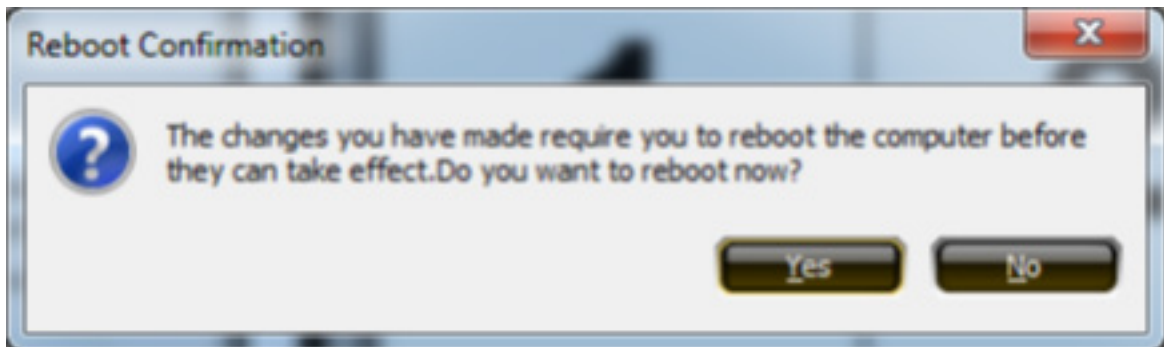 Reboot Confirmation
The changes you have made require you to reboot the computer before
they can take effect.Do you want to reboot now?
Yes
No